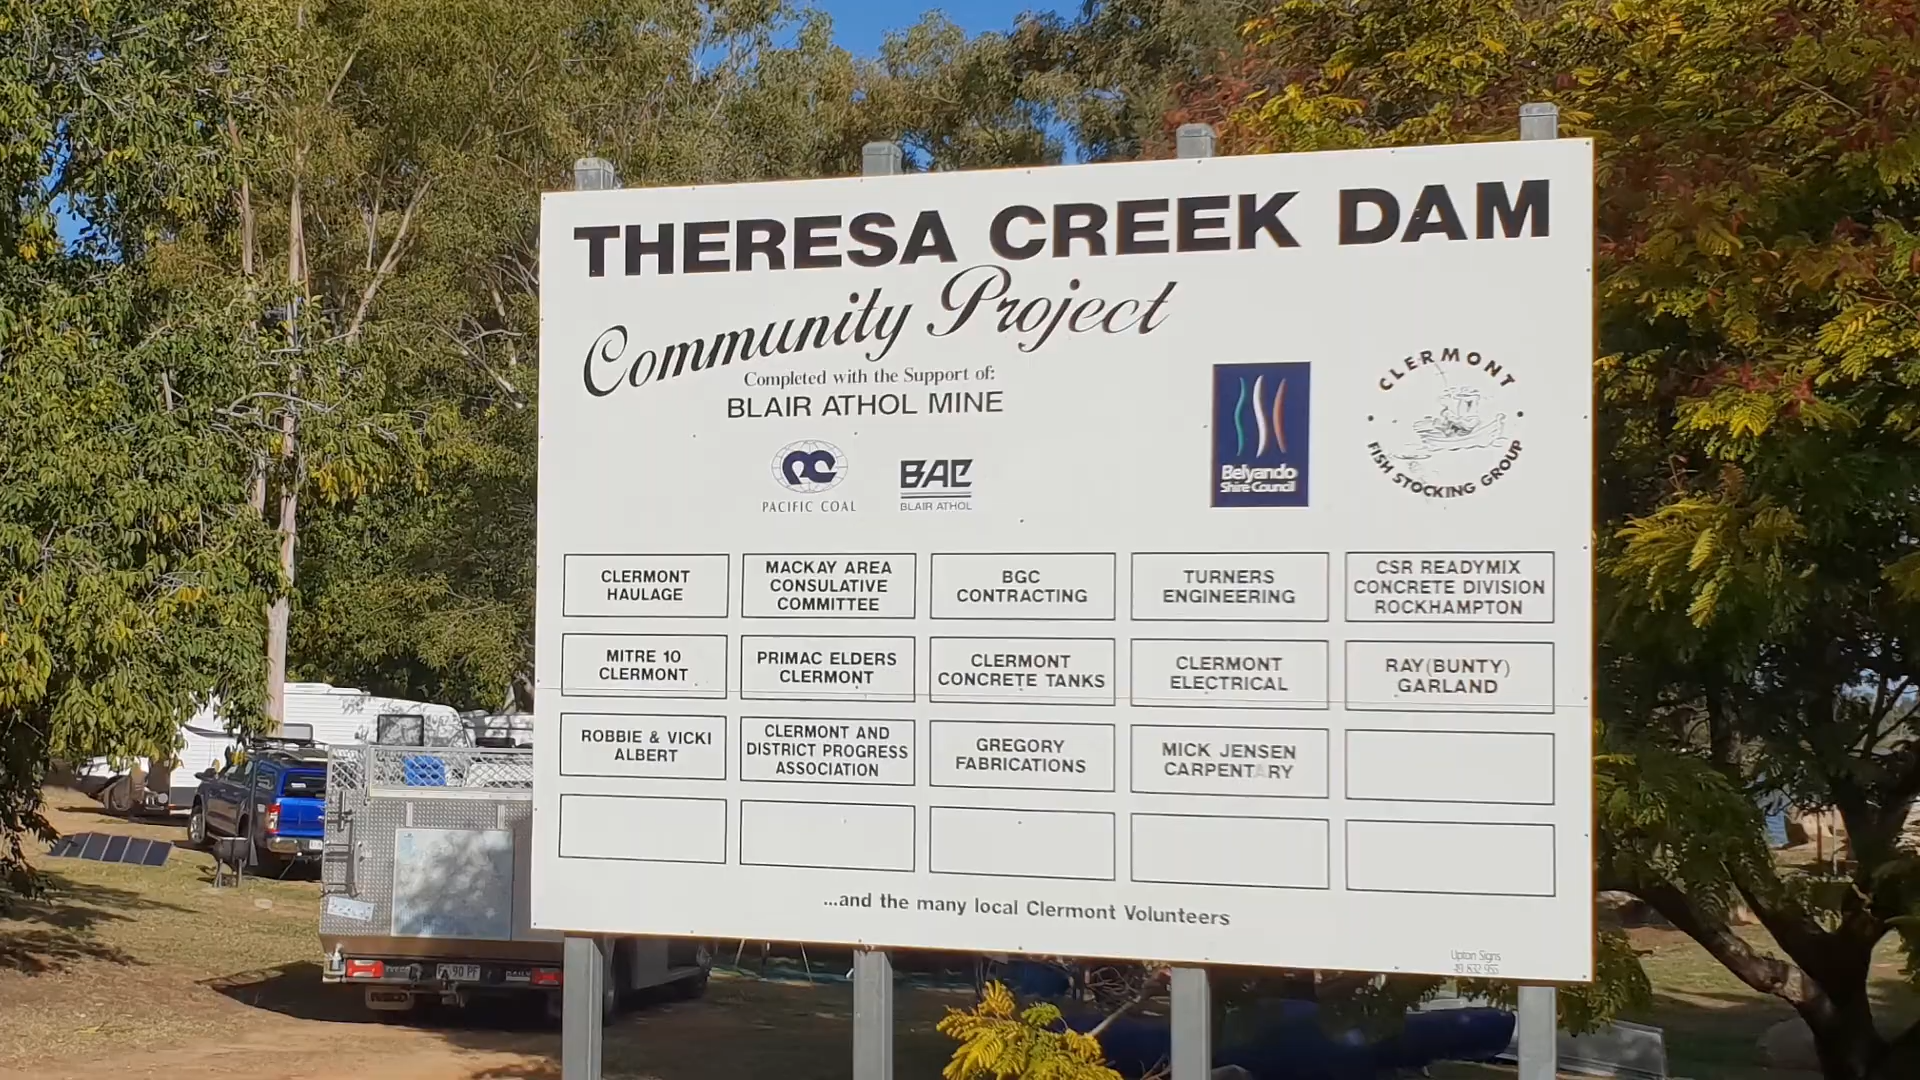 THERESA CREEK DAM
Community Project
Completed with the Support of:
BLAIR ATHOL MINE
PC
PACIFIC COAL
BAC
BLAIR ATHOL
Belyando
Shire Council
CLERMONT
FISH STOCKING GROUP
CLERMONT
HAULAGE
MACKAY AREA
CONSULATIVE
COMMITTEE
BGC
CONTRACTING
TURNERS
ENGINEERING
CSR READYMIX
CONCRETE DIVISION
ROCKHAMPTON
MITRE 10
CLERMONT
PRIMAC ELDERS
CLERMONT
CLERMONT
CONCRETE TANKS
CLERMONT
ELECTRICAL
RAY(BUNTY)
GARLAND
ROBBIE & VICKI
ALBERT
CLERMONT AND
DISTRICT PROGRESS
ASSOCIATION
GREGORY
FABRICATIONS
MICK JENSEN
CARPENTARY
...and the many local Clermont Volunteers
Upton Signs